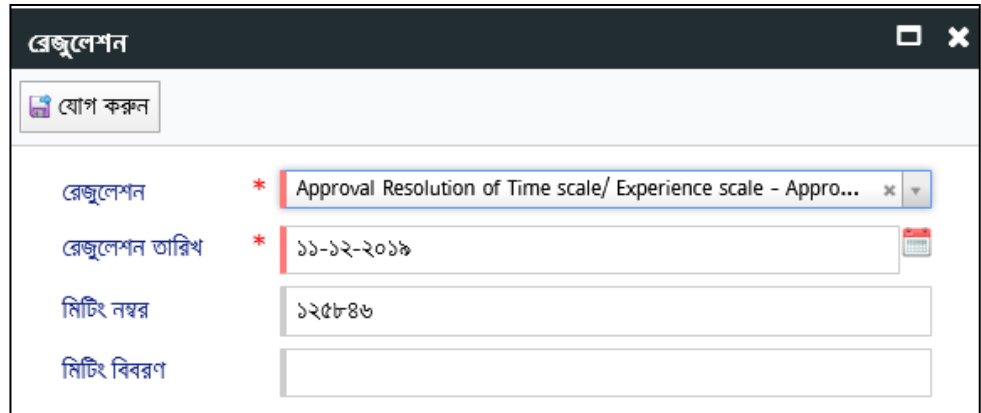 রেজুলেশন
যোগ করুন
রেজুলেশন * Approval Resolution of Time scale/ Experience scale - Appro...
রেজুলেশন তারিখ * ১১-১২-২০১৯
মিটিং নম্বর ১২৫৮৪৬
মিটিং বিবরণ